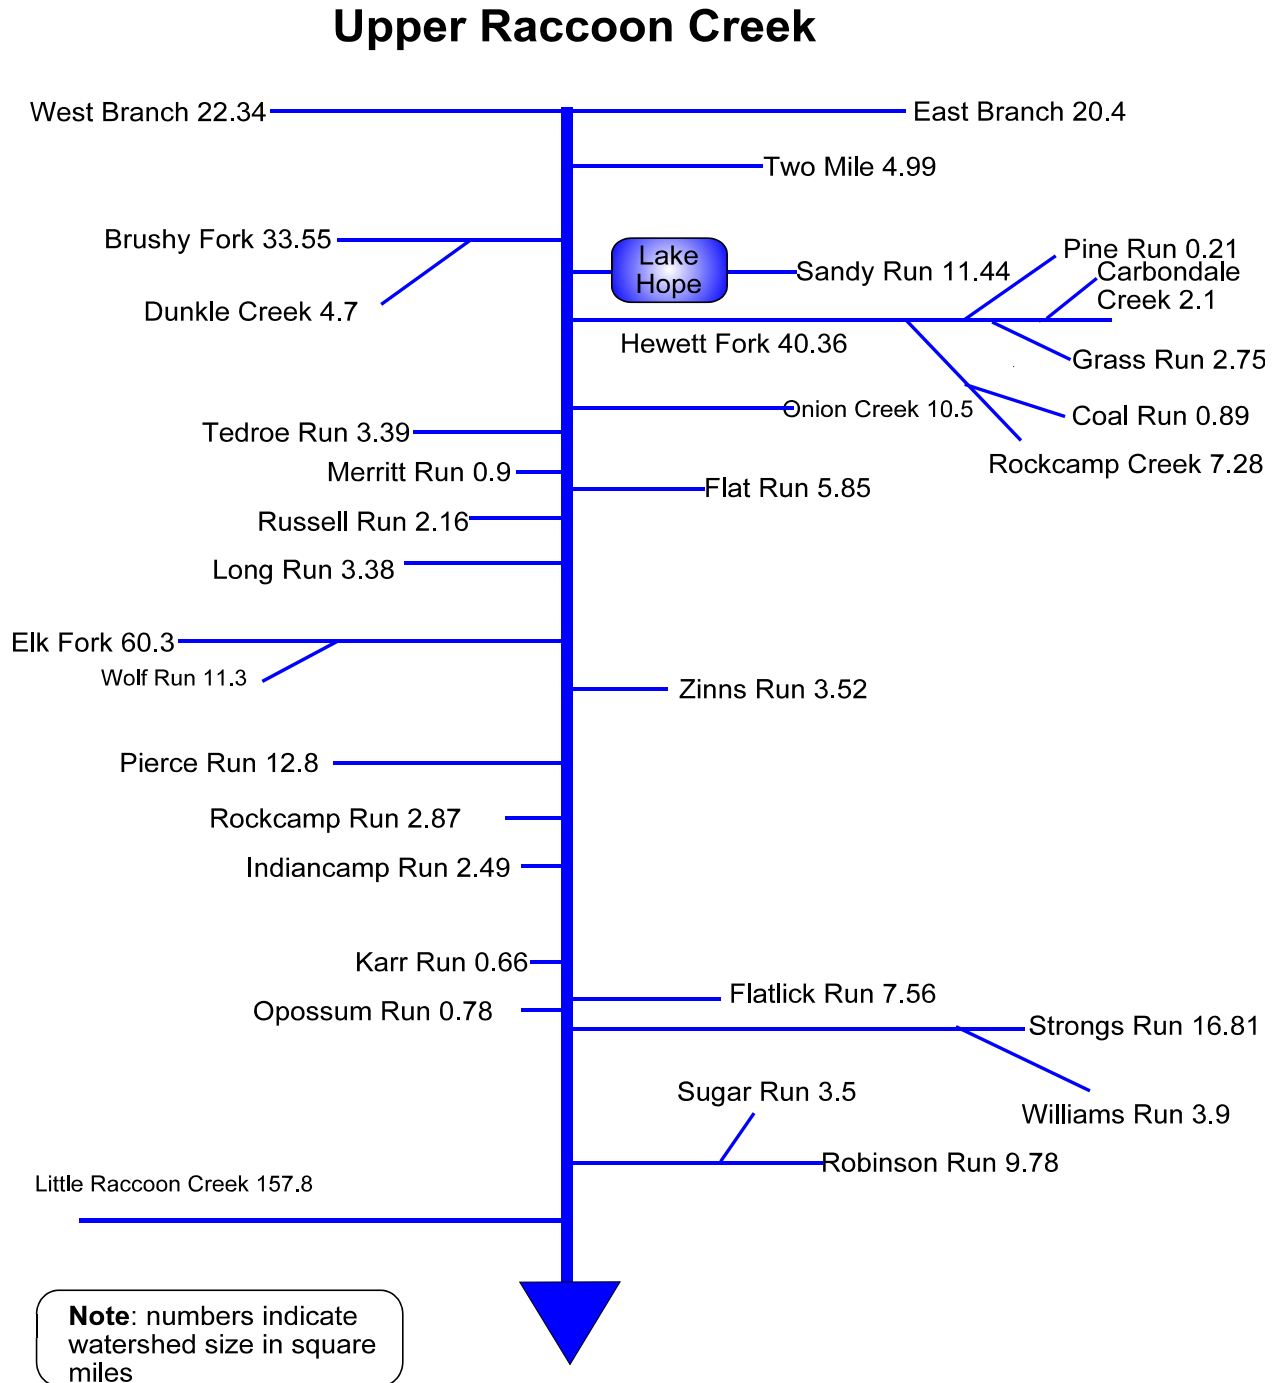 Upper Raccoon Creek
West Branch 22.34
East Branch 20.4
Two Mile 4.99
Brushy Fork 33.55
Lake
Hope
Sandy Run 11.44
Pine Run 0.21
Carbondale
Creek 2.1
Dunkle Creek 4.7
Hewett Fork 40.36
Grass Run 2.75
Onion Creek 10.5
Coal Run 0.89
Tedroe Run 3.39
Rockcamp Creek 7.28
Merritt Run 0.9
Flat Run 5.85
Russell Run 2.16
Long Run 3.38
Elk Fork 60.3
Wolf Run 11.3
Zinns Run 3.52
Pierce Run 12.8
Rockcamp Run 2.87
Indiancamp Run 2.49
Karr Run 0.66
Flatlick Run 7.56
Opossum Run 0.78
Strongs Run 16.81
Sugar Run 3.5
Williams Run 3.9
Robinson Run 9.78
Little Raccoon Creek 157.8
Note: numbers indicate
watershed size in square
miles